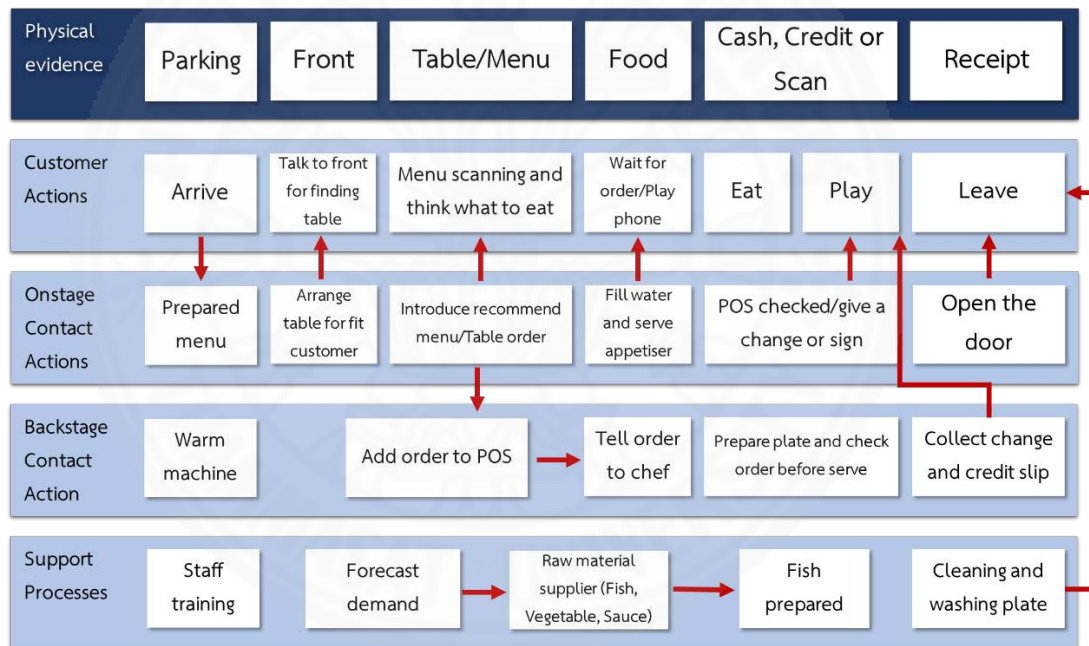 Physical
evidence
Parking
Front
Table/Menu
Food
Cash, Credit or
Scan
Receipt
Customer
Actions
Arrive
Talk to front
for finding
table
Menu scanning and
think what to eat
Wait for
order/Play
phone
Eat
Play
Leave
Onstage
Contact
Actions
Prepared
menu
Arrange
table for fit
customer
Introduce recommend
menu/Table order
Fill water
and serve
appetiser
POS checked/give a
change or sign
Open the
door
Backstage
Contact
Action
Warm
machine
Add order to POS
Tell order
to chef
Prepare plate and check
order before serve
Collect change
and credit slip
Support
Processes
Staff
training
Forecast
demand
Raw material
supplier (Fish,
Vegetable, Sauce)
Fish
prepared
Cleaning and
washing plate